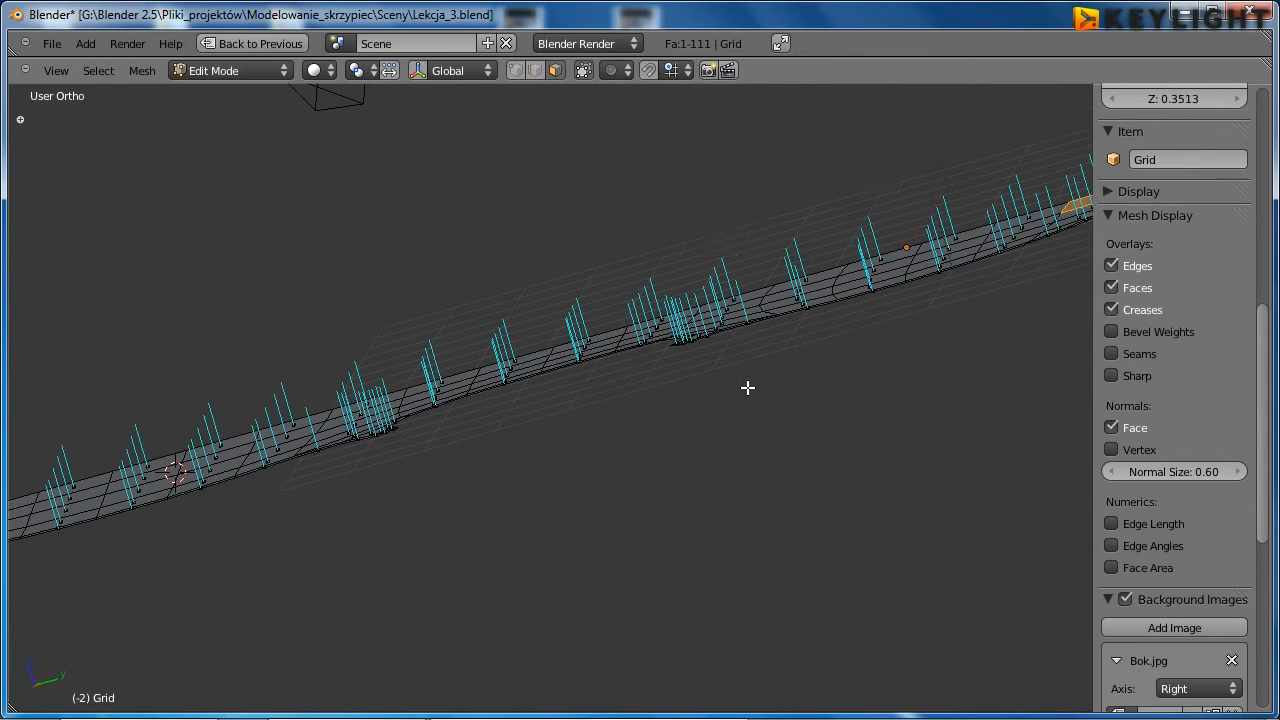 Blender* [G:\Blender 2.5\Pliki_projektów\Modelowanie_skrzypiec\Sceny\Lekcja_3.blend]
KEYLIGHT
File Add Render Help Back to Previous Scene Blender Render Fa:1-111 | Grid
View Select Mesh Edit Mode Global
User Ortho
Z: 0.3513
Item
Grid
Display
Mesh Display
Overlays:
Edges
Faces
Creases
Bevel Weights
Seams
Sharp
Normals:
Face
Vertex
Normal Size: 0.60
Numerics:
Edge Length
Edge Angles
Face Area
Background Images
Add Image
Bok.jpg
Axis: Right
y
(-2) Grid